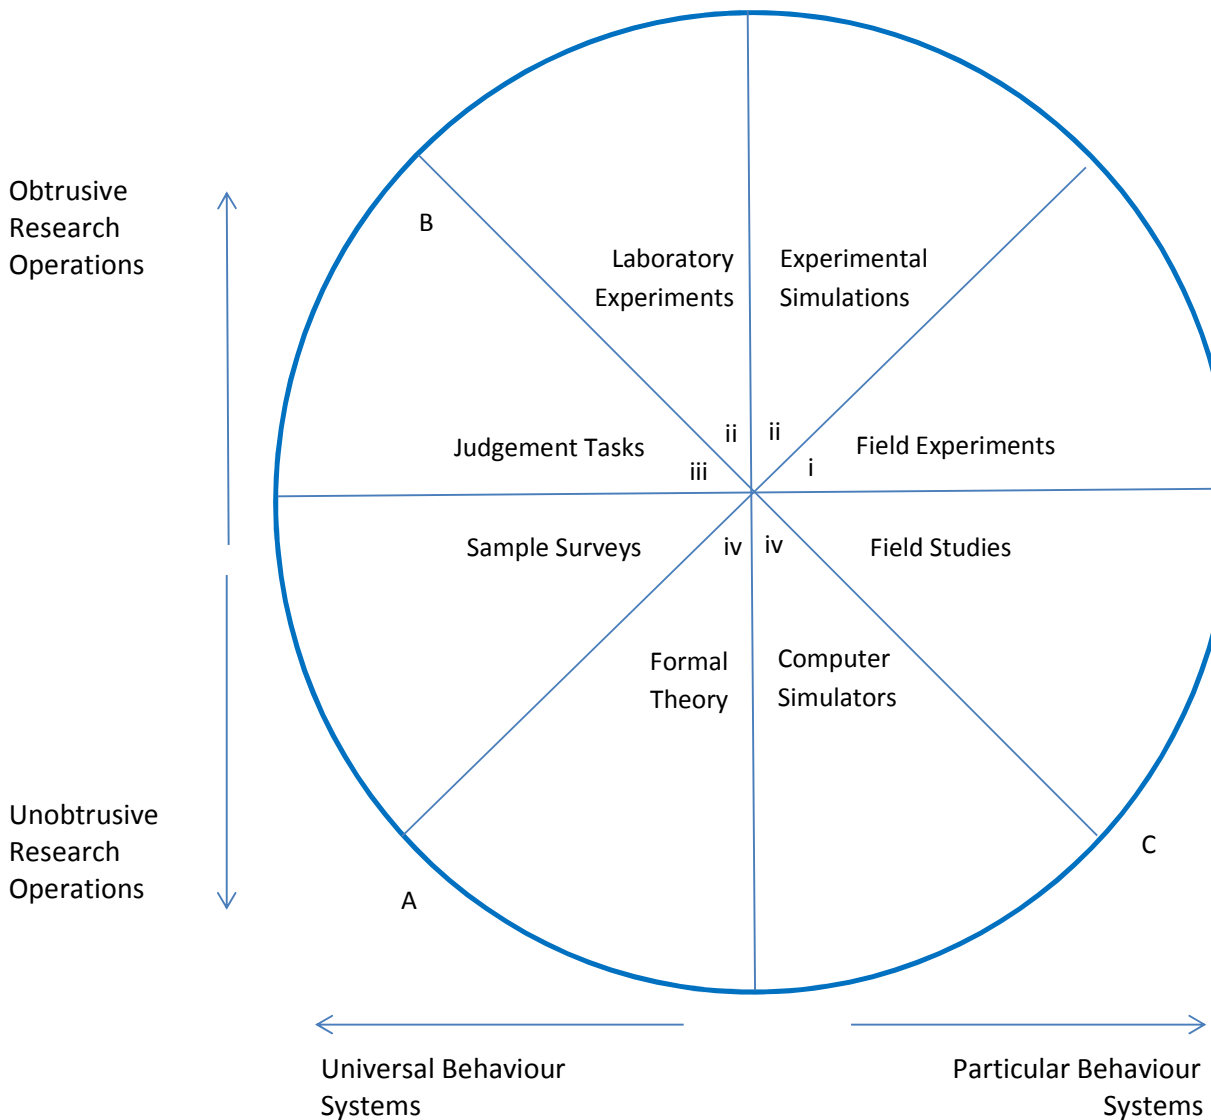 Obtrusive
Research
Operations
B
Laboratory
Experiments
Experimental
Simulations
Judgement Tasks
ii
ii
iii
i
Field Experiments
Sample Surveys
iv
iv
Field Studies
Formal
Theory
Computer
Simulators
Unobtrusive
Research
Operations
A
C
Universal Behaviour
Systems
Particular Behaviour
Systems